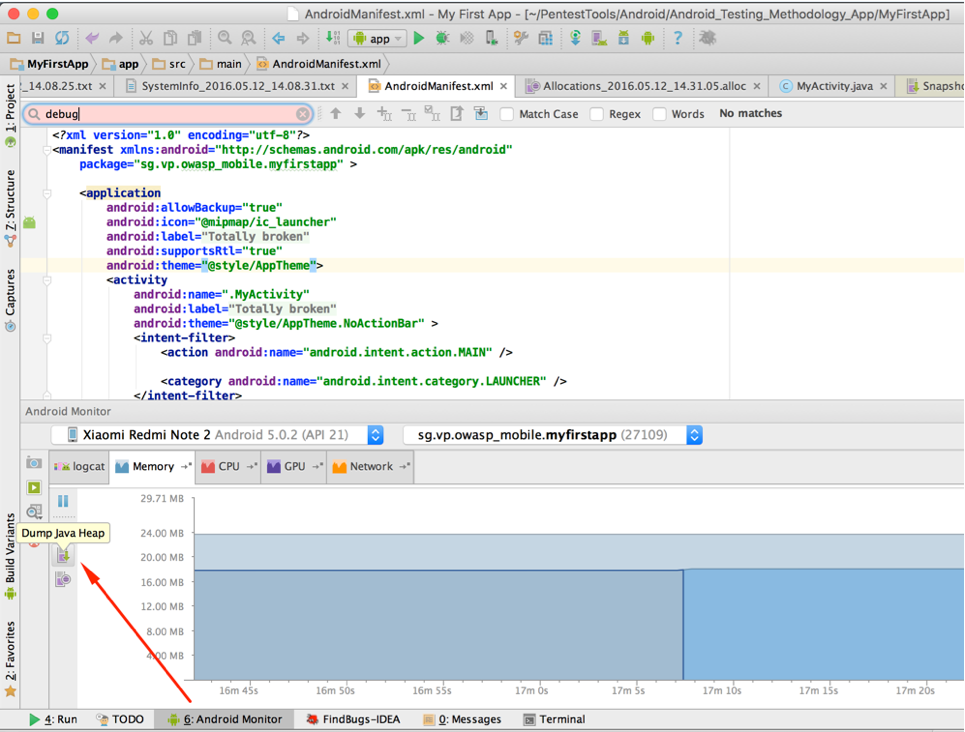 AndroidManifest.xml - My First App - [~/PentestTools/Android/Android_Testing_Methodology_App/MyFirstApp]
app
MyFirstApp app src main AndroidManifest.xml
_14.08.25.txt SystemInfo_2016.05.12_14.08.31.txt AndroidManifest.xml Allocations_2016.05.12_14.31.05.alloc MyActivity.java Snapsho
1: Project
Z: Structure
Captures
Build Variants
2: Favorites
debug Match Case Regex Words No matches
<?xml version="1.0" encoding="utf-8"?>
<manifest xmlns:android="http://schemas.android.com/apk/res/android"
package="sg.vp.owasp_mobile.myfirstapp" >
<application
android:allowBackup="true"
android:icon="@mipmap/ic_launcher"
android:label="Totally broken"
android:supportsRtl="true"
android:theme="@style/AppTheme">
<activity
android:name=".MyActivity"
android:label="Totally broken"
android:theme="@style/AppTheme.NoActionBar" >
<intent-filter>
<action android:name="android.intent.action.MAIN" />
<category android:name="android.intent.category.LAUNCHER" />
</intent-filter>
Android Monitor
Xiaomi Redmi Note 2 Android 5.0.2 (API 21) sg.vp.owasp_mobile.myfirstapp (27109)
logcat Memory CPU GPU Network
Dump Java Heap
29.71 MB
24.00 MB
20.00 MB
16.00 MB
12.00 MB
8.00 MB
4.00 MB
16m 45s 16m 50s 16m 55s 17m 0s 17m 5s 17m 10s 17m 15s 17m 20s
4: Run TODO 6: Android Monitor FindBugs-IDEA 0: Messages Terminal